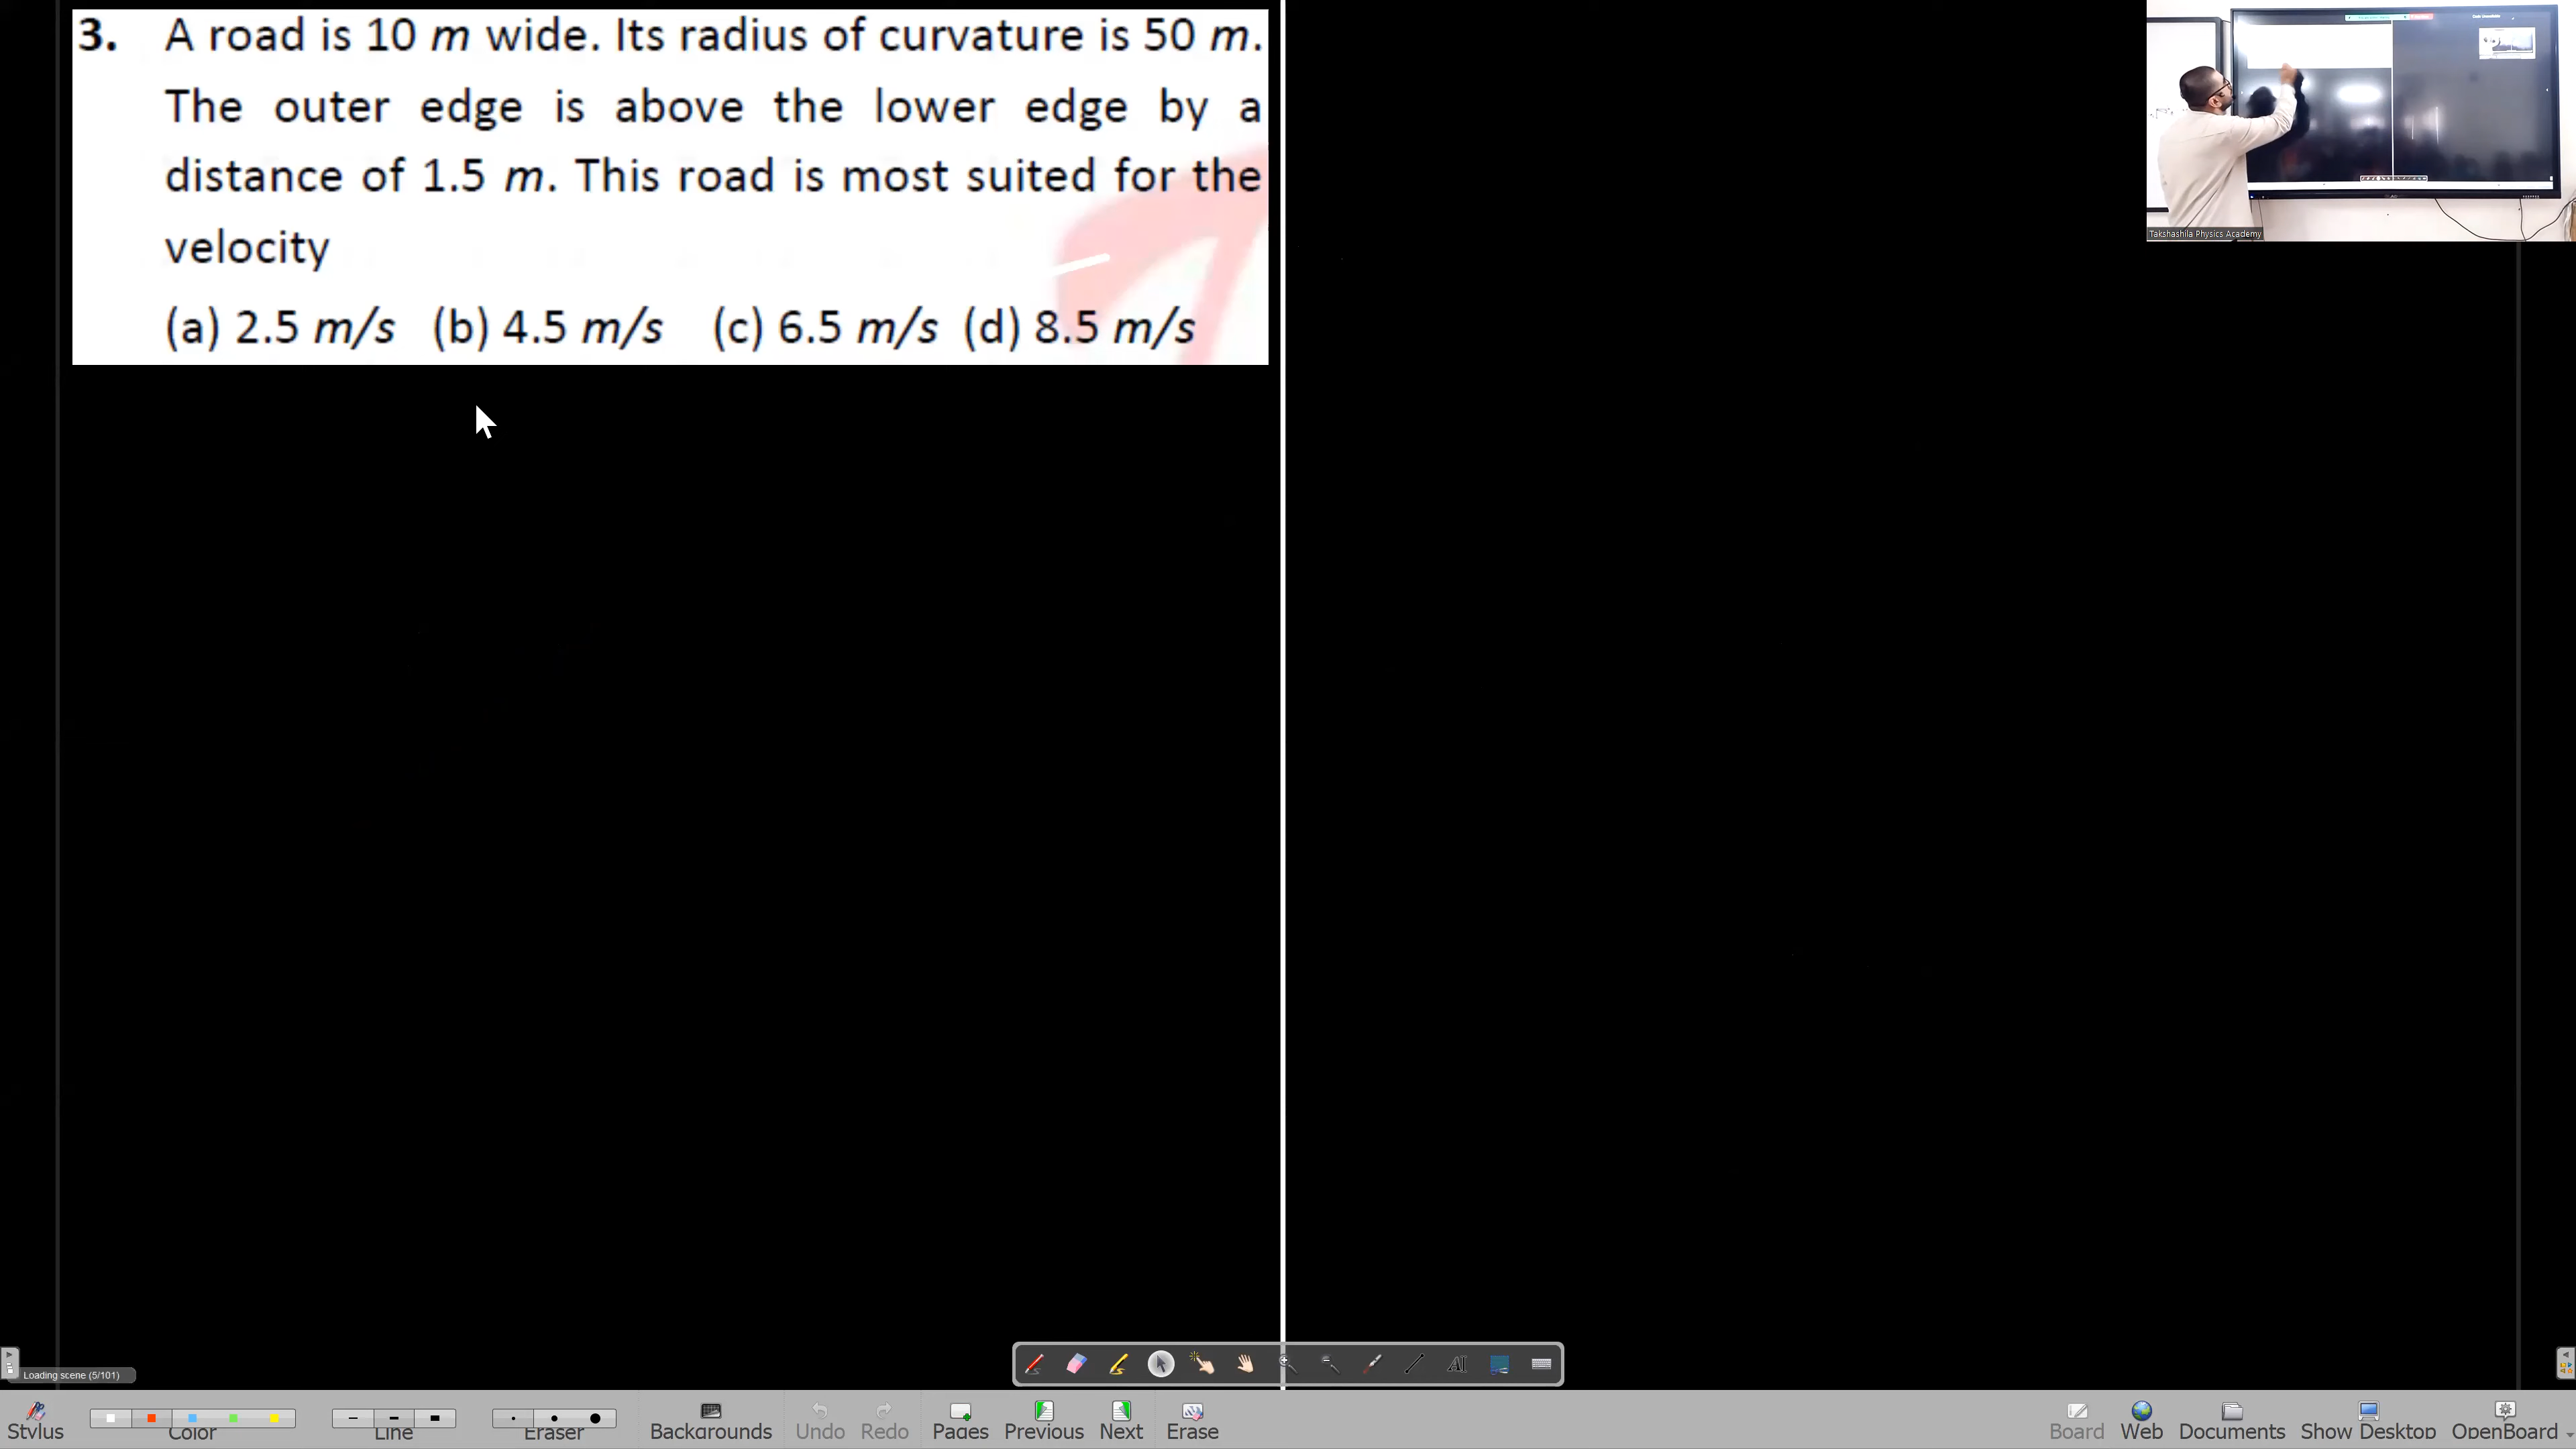 3. A road is 10 m wide. Its radius of curvature is 50 m.
The outer edge is above the lower edge by a
distance of 1.5 m. This road is most suited for the
velocity
(a) 2.5 m/s (b) 4.5 m/s (c) 6.5 m/s (d) 8.5 m/s
Takshashila Physics Academy
Loading scene (5/101)
Stylus Color Line Eraser Backgrounds Undo Redo Pages Previous Next Erase Board Web Documents Show Desktop OpenBoard